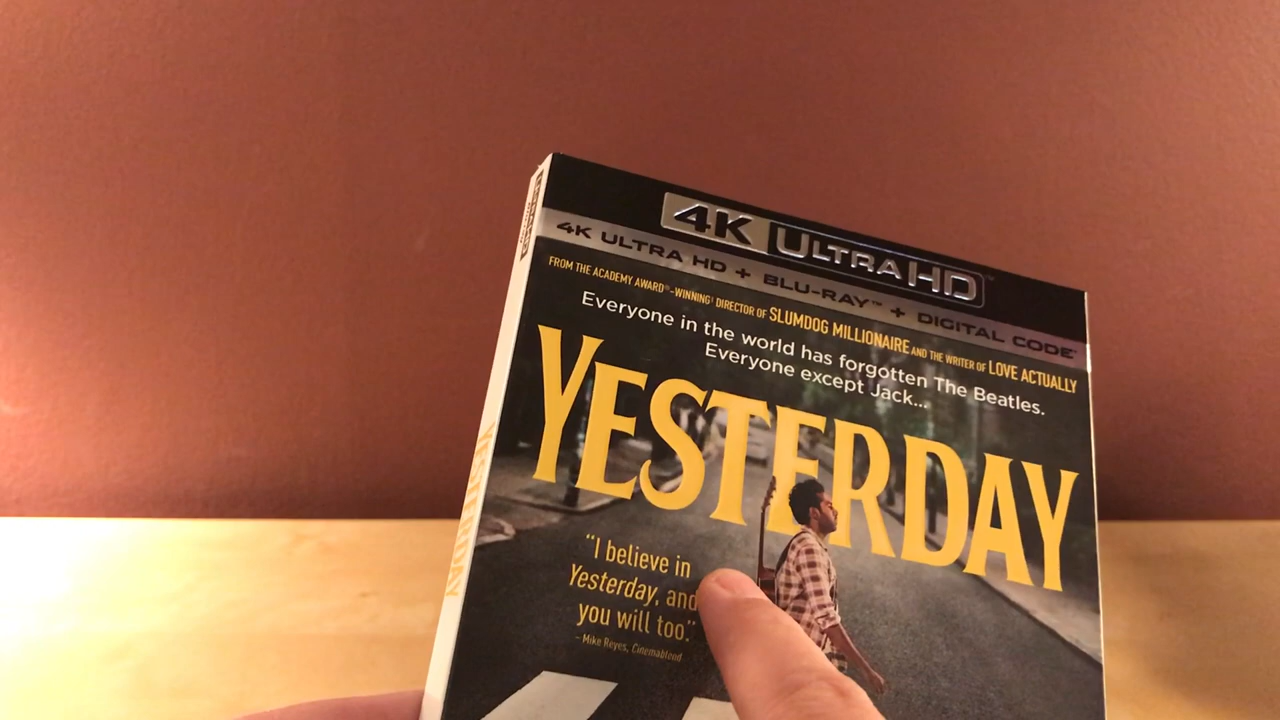 4K ULTRA HD™
4K ULTRA HD + BLU-RAY™ + DIGITAL CODE
FROM THE ACADEMY AWARD®-WINNING† DIRECTOR OF SLUMDOG MILLIONAIRE AND THE WRITER OF LOVE ACTUALLY
Everyone in the world has forgotten The Beatles.
Everyone except Jack...
YESTERDAY
"I believe in
Yesterday, and
you will too."
– Mike Reyes, Cinemablend
YESTERDAY